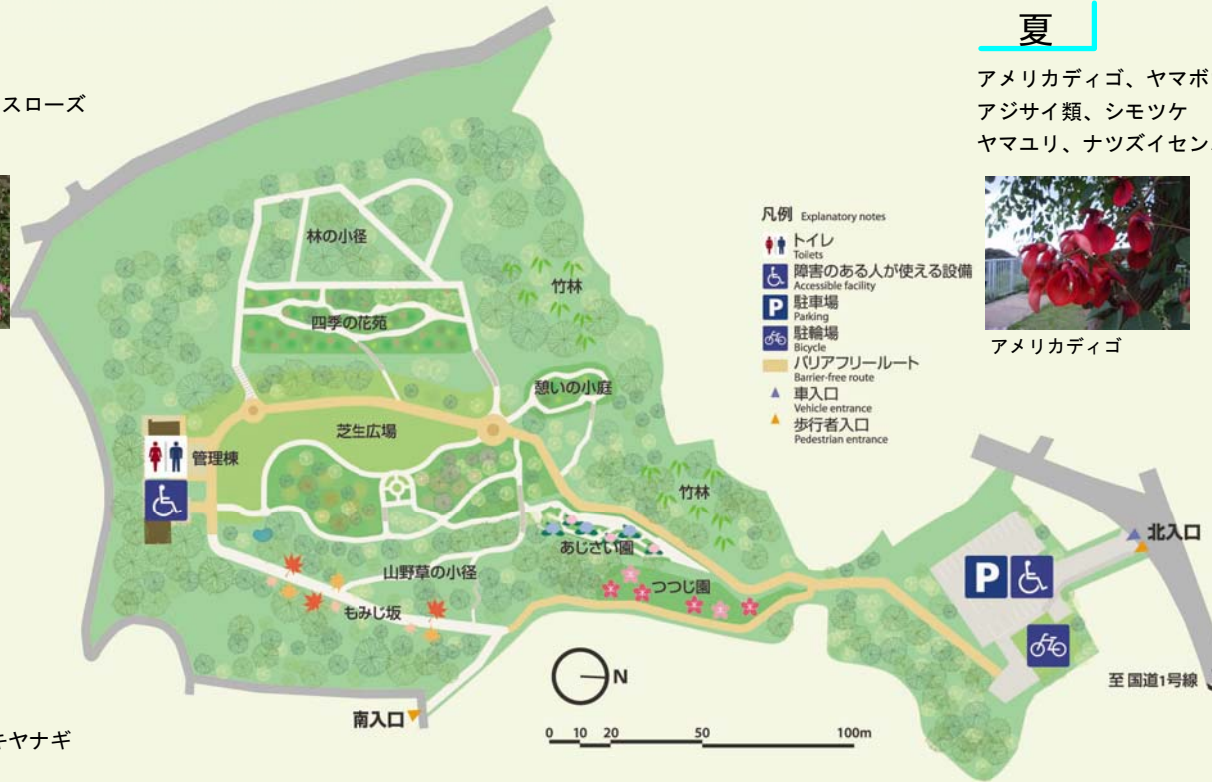 夏
アメリカディゴ、ヤマボ
アジサイ類、シモツケ
ヤマユリ、ナツズイセン
アメリカディゴ
スローズ
凡例 Explanatory notes
トイレ
Toilets
障害のある人が使える設備
Accessible facility
P
駐車場
Parking
駐輪場
Bicycle
バリアフリールート
Barrier-free route
車入口
Vehicle entrance
歩行者入口
Pedestrian entrance
林の小径
竹林
四季の花苑
憩いの小庭
芝生広場
管理棟
竹林
あじさい園
山野草の小径
つつじ園
もみじ坂
P
北入口
至国道1号線
南入口
N
0 10 20 50 100m
キヤナギ